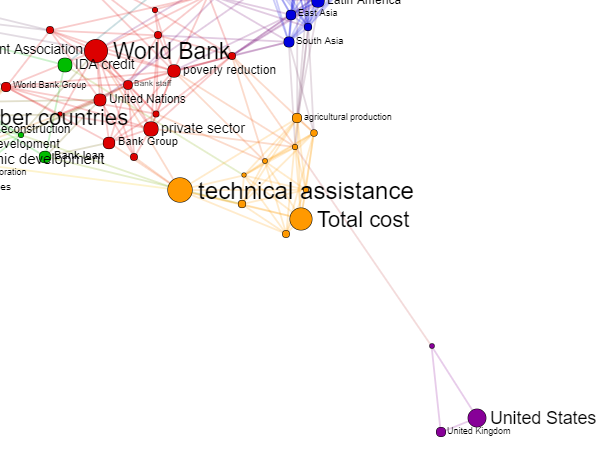 Latin America
East Asia
South Asia
nt Association
World Bank
IDA credit
poverty reduction
World Bank Group
Bank staff
United Nations
ber countries
agricultural production
econstruction
private sector
evelopment
Bank Group
Bank loan
ic development
oration
es
technical assistance
Total cost
United States
United Kingdom